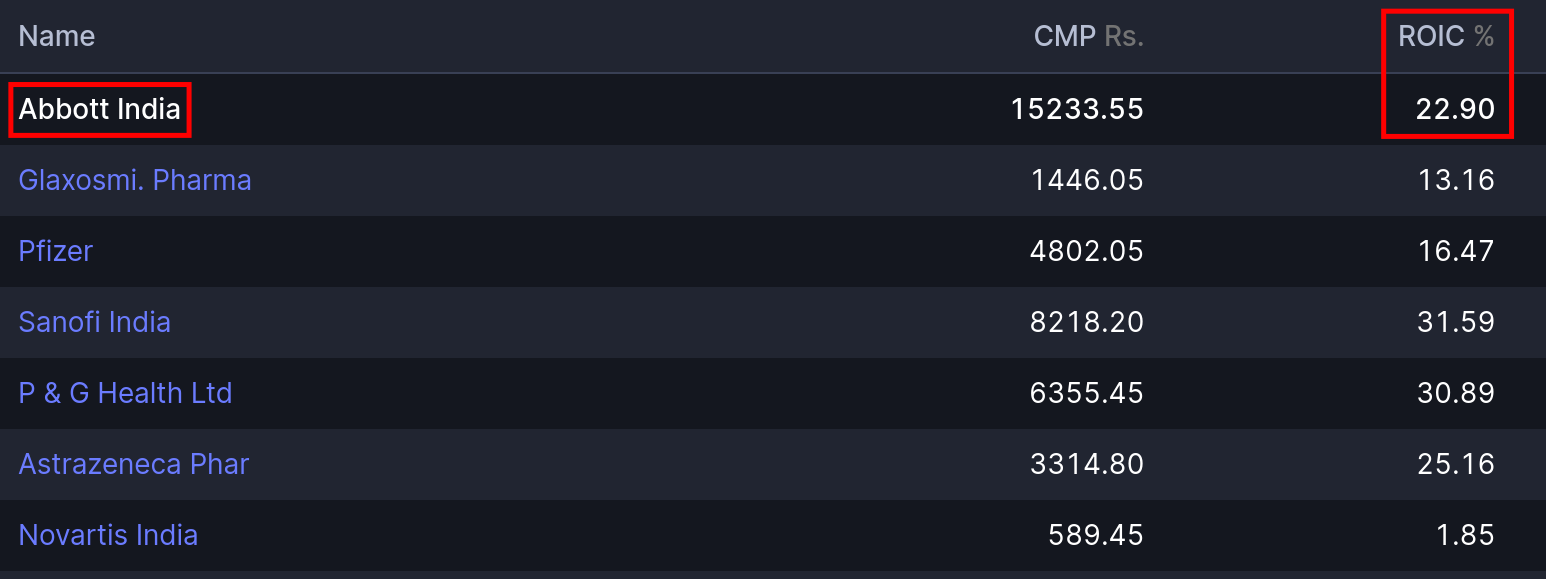 Name CMP Rs. ROIC %
Abbott India 15233.55 22.90
Glaxosmi. Pharma 1446.05 13.16
Pfizer 4802.05 16.47
Sanofi India 8218.20 31.59
P & G Health Ltd 6355.45 30.89
Astrazeneca Phar 3314.80 25.16
Novartis India 589.45 1.85